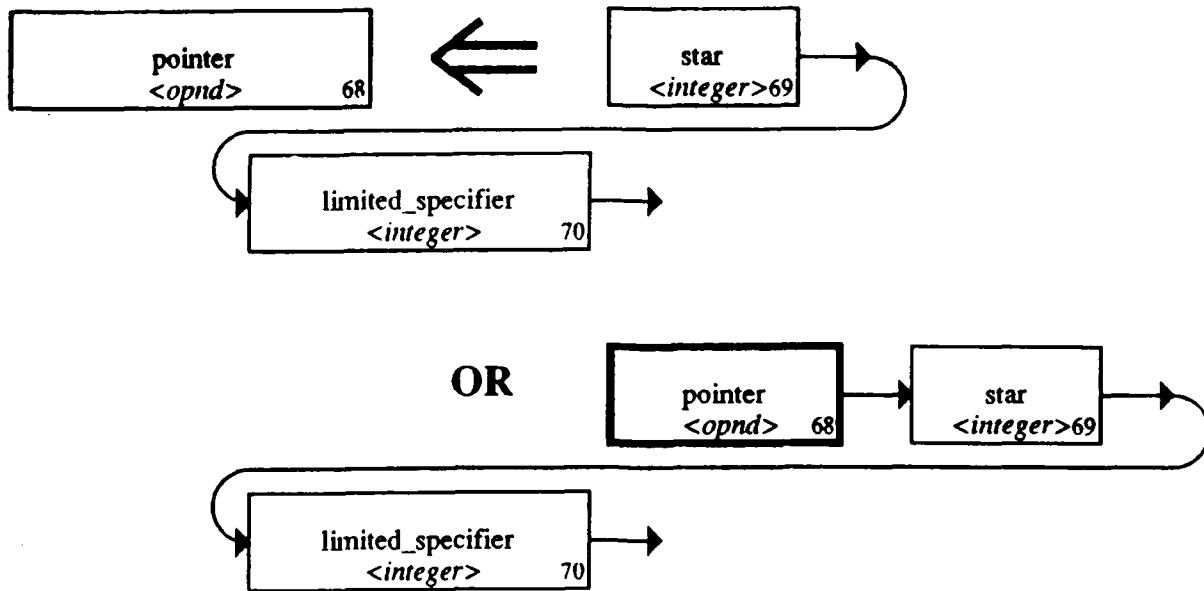 pointer
<opnd> 68
star
<integer>69
limited_specifier
<integer> 70
OR
pointer
<opnd> 68
star
<integer>69
limited_specifier
<integer> 70